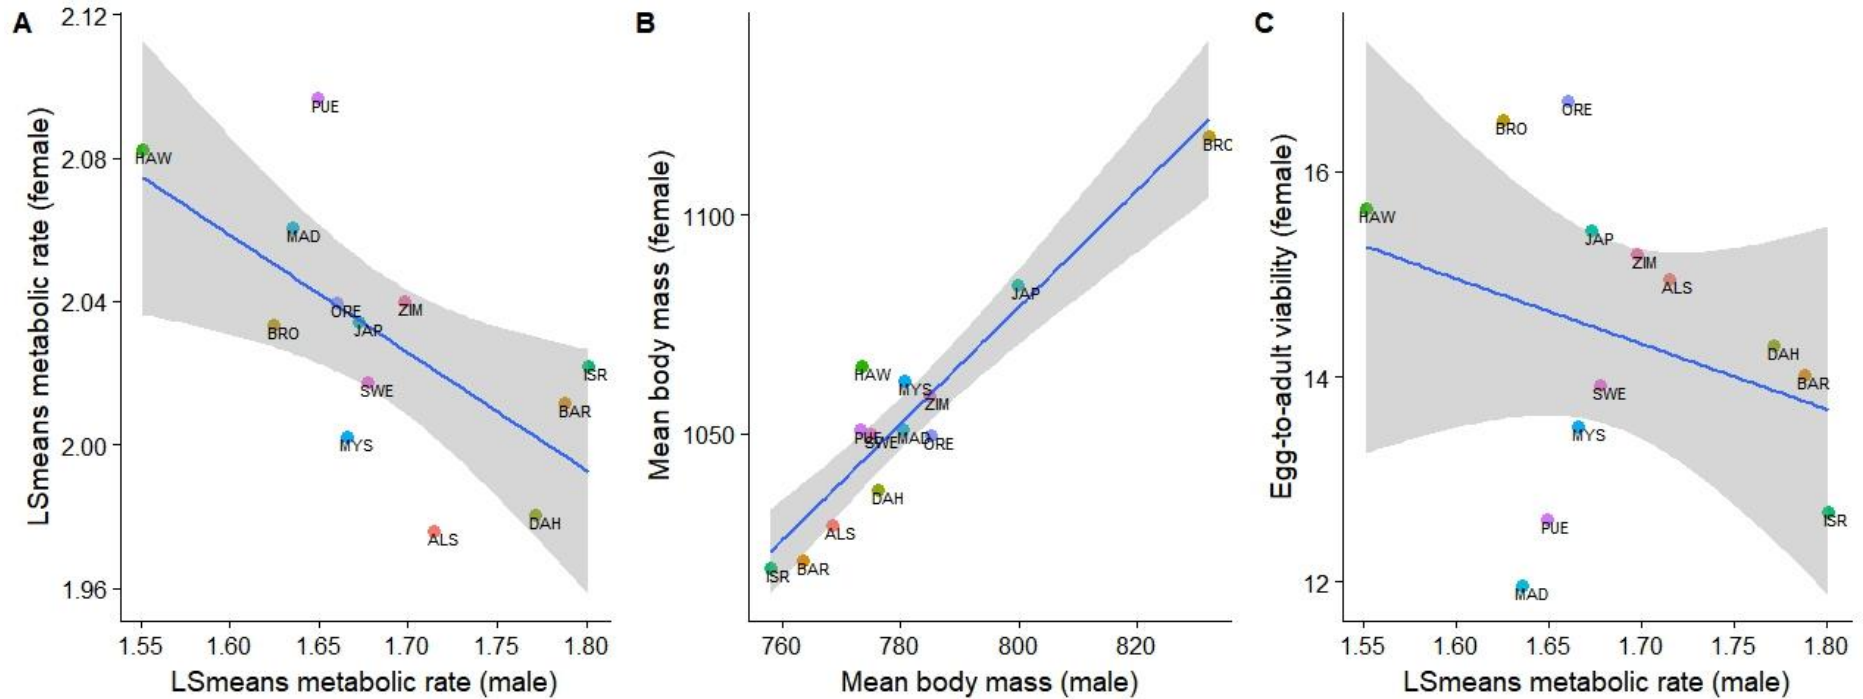 A
LSmeans metabolic rate (female)
2.12
2.08
2.04
2.00
1.96
PUE
HAW
MAD
ORE
ZIM
BRO
JAP
SWE
ISR
BAR
MYS
DAH
ALS
1.55 1.60 1.65 1.70 1.75 1.80
LSmeans metabolic rate (male)
B
Mean body mass (female)
1100
1050
BRC
JAP
HAW
MYS
ZIM
PUE
SWE
MAD
ORE
DAH
ALS
ISR
BAR
760 780 800 820
Mean body mass (male)
C
Egg-to-adult viability (female)
16
14
12
ORE
BRO
HAW
JAP
ZIM
ALS
DAH
BAR
SWE
MYS
PUE
ISR
MAD
1.55 1.60 1.65 1.70 1.75 1.80
LSmeans metabolic rate (male)